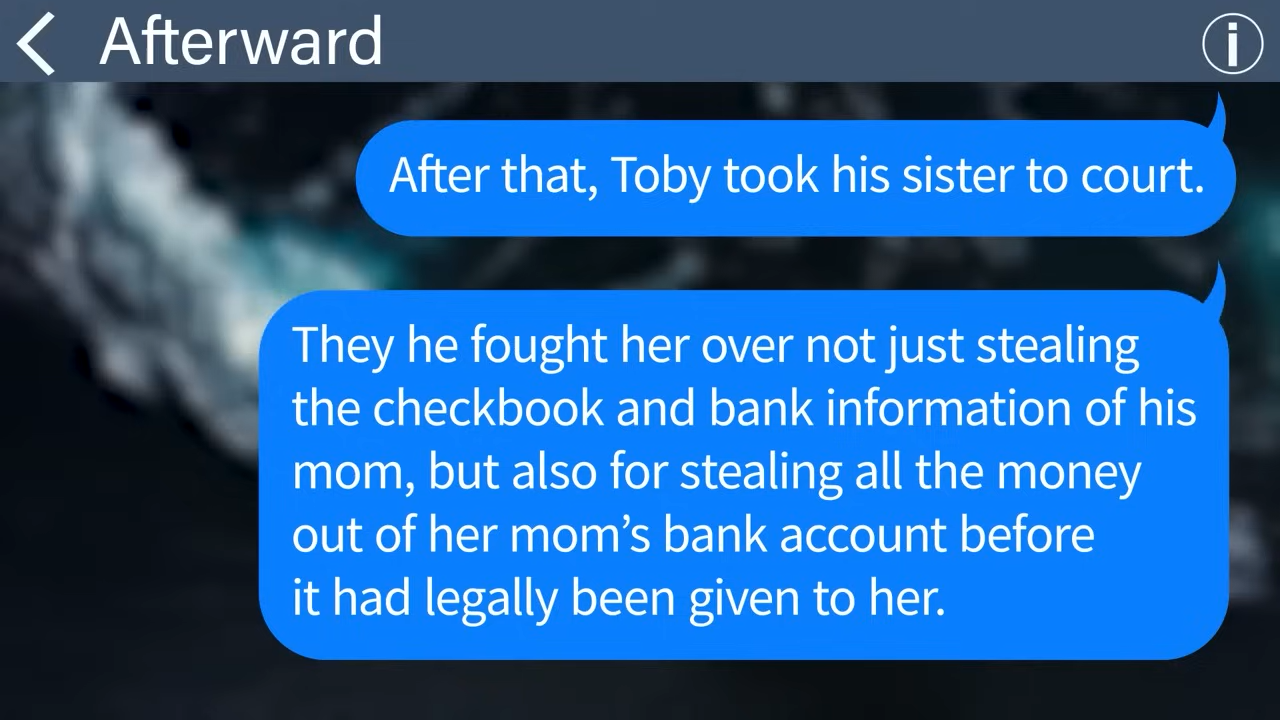 Afterward
After that, Toby took his sister to court.
They he fought her over not just stealing
the checkbook and bank information of his
mom, but also for stealing all the money
out of her mom’s bank account before
it had legally been given to her.